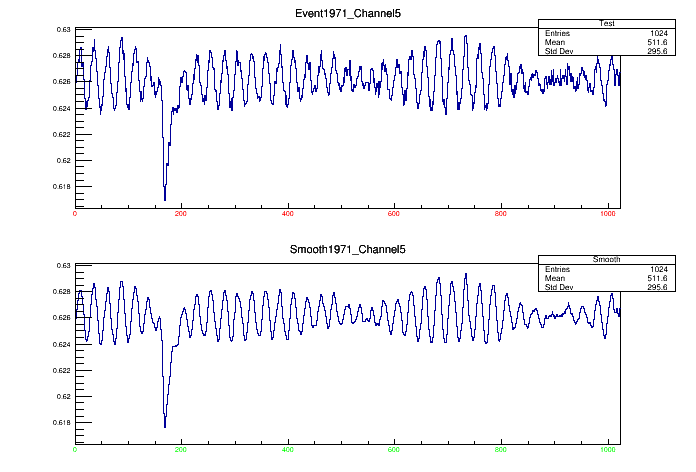 Event1971_Channel5
Test
Entries 1024
Mean 511.6
Std Dev 295.6
0.63
0.628
0.626
0.624
0.622
0.62
0.618
0 200 400 600 800 1000
Smooth1971_Channel5
Smooth
Entries 1024
Mean 511.6
Std Dev 295.6
0.63
0.628
0.626
0.624
0.622
0.62
0.618
0 200 400 600 800 1000